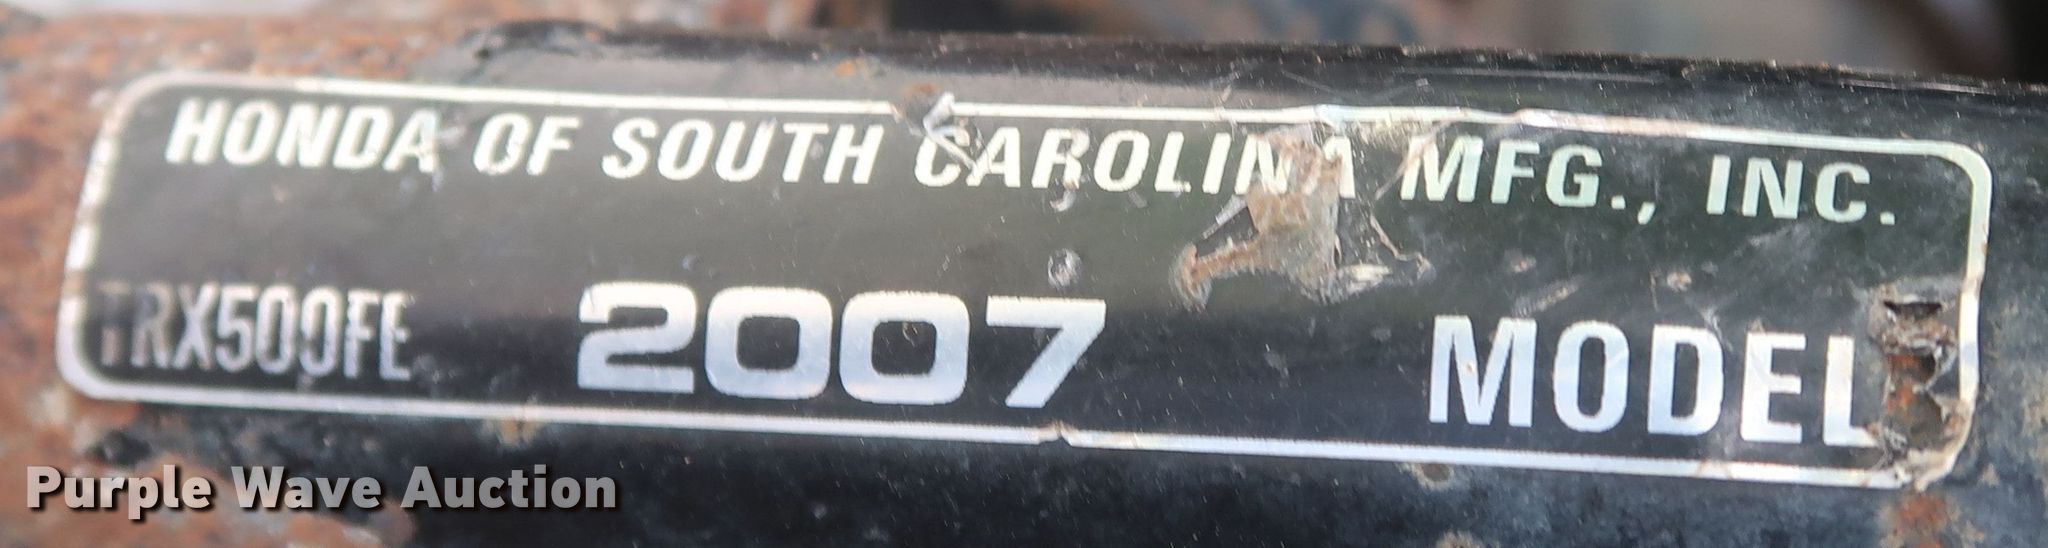 HONDA OF SOUTH CAROLINA MFG., INC.
TRX500FE 2007 MODEL
Purple Wave Auction